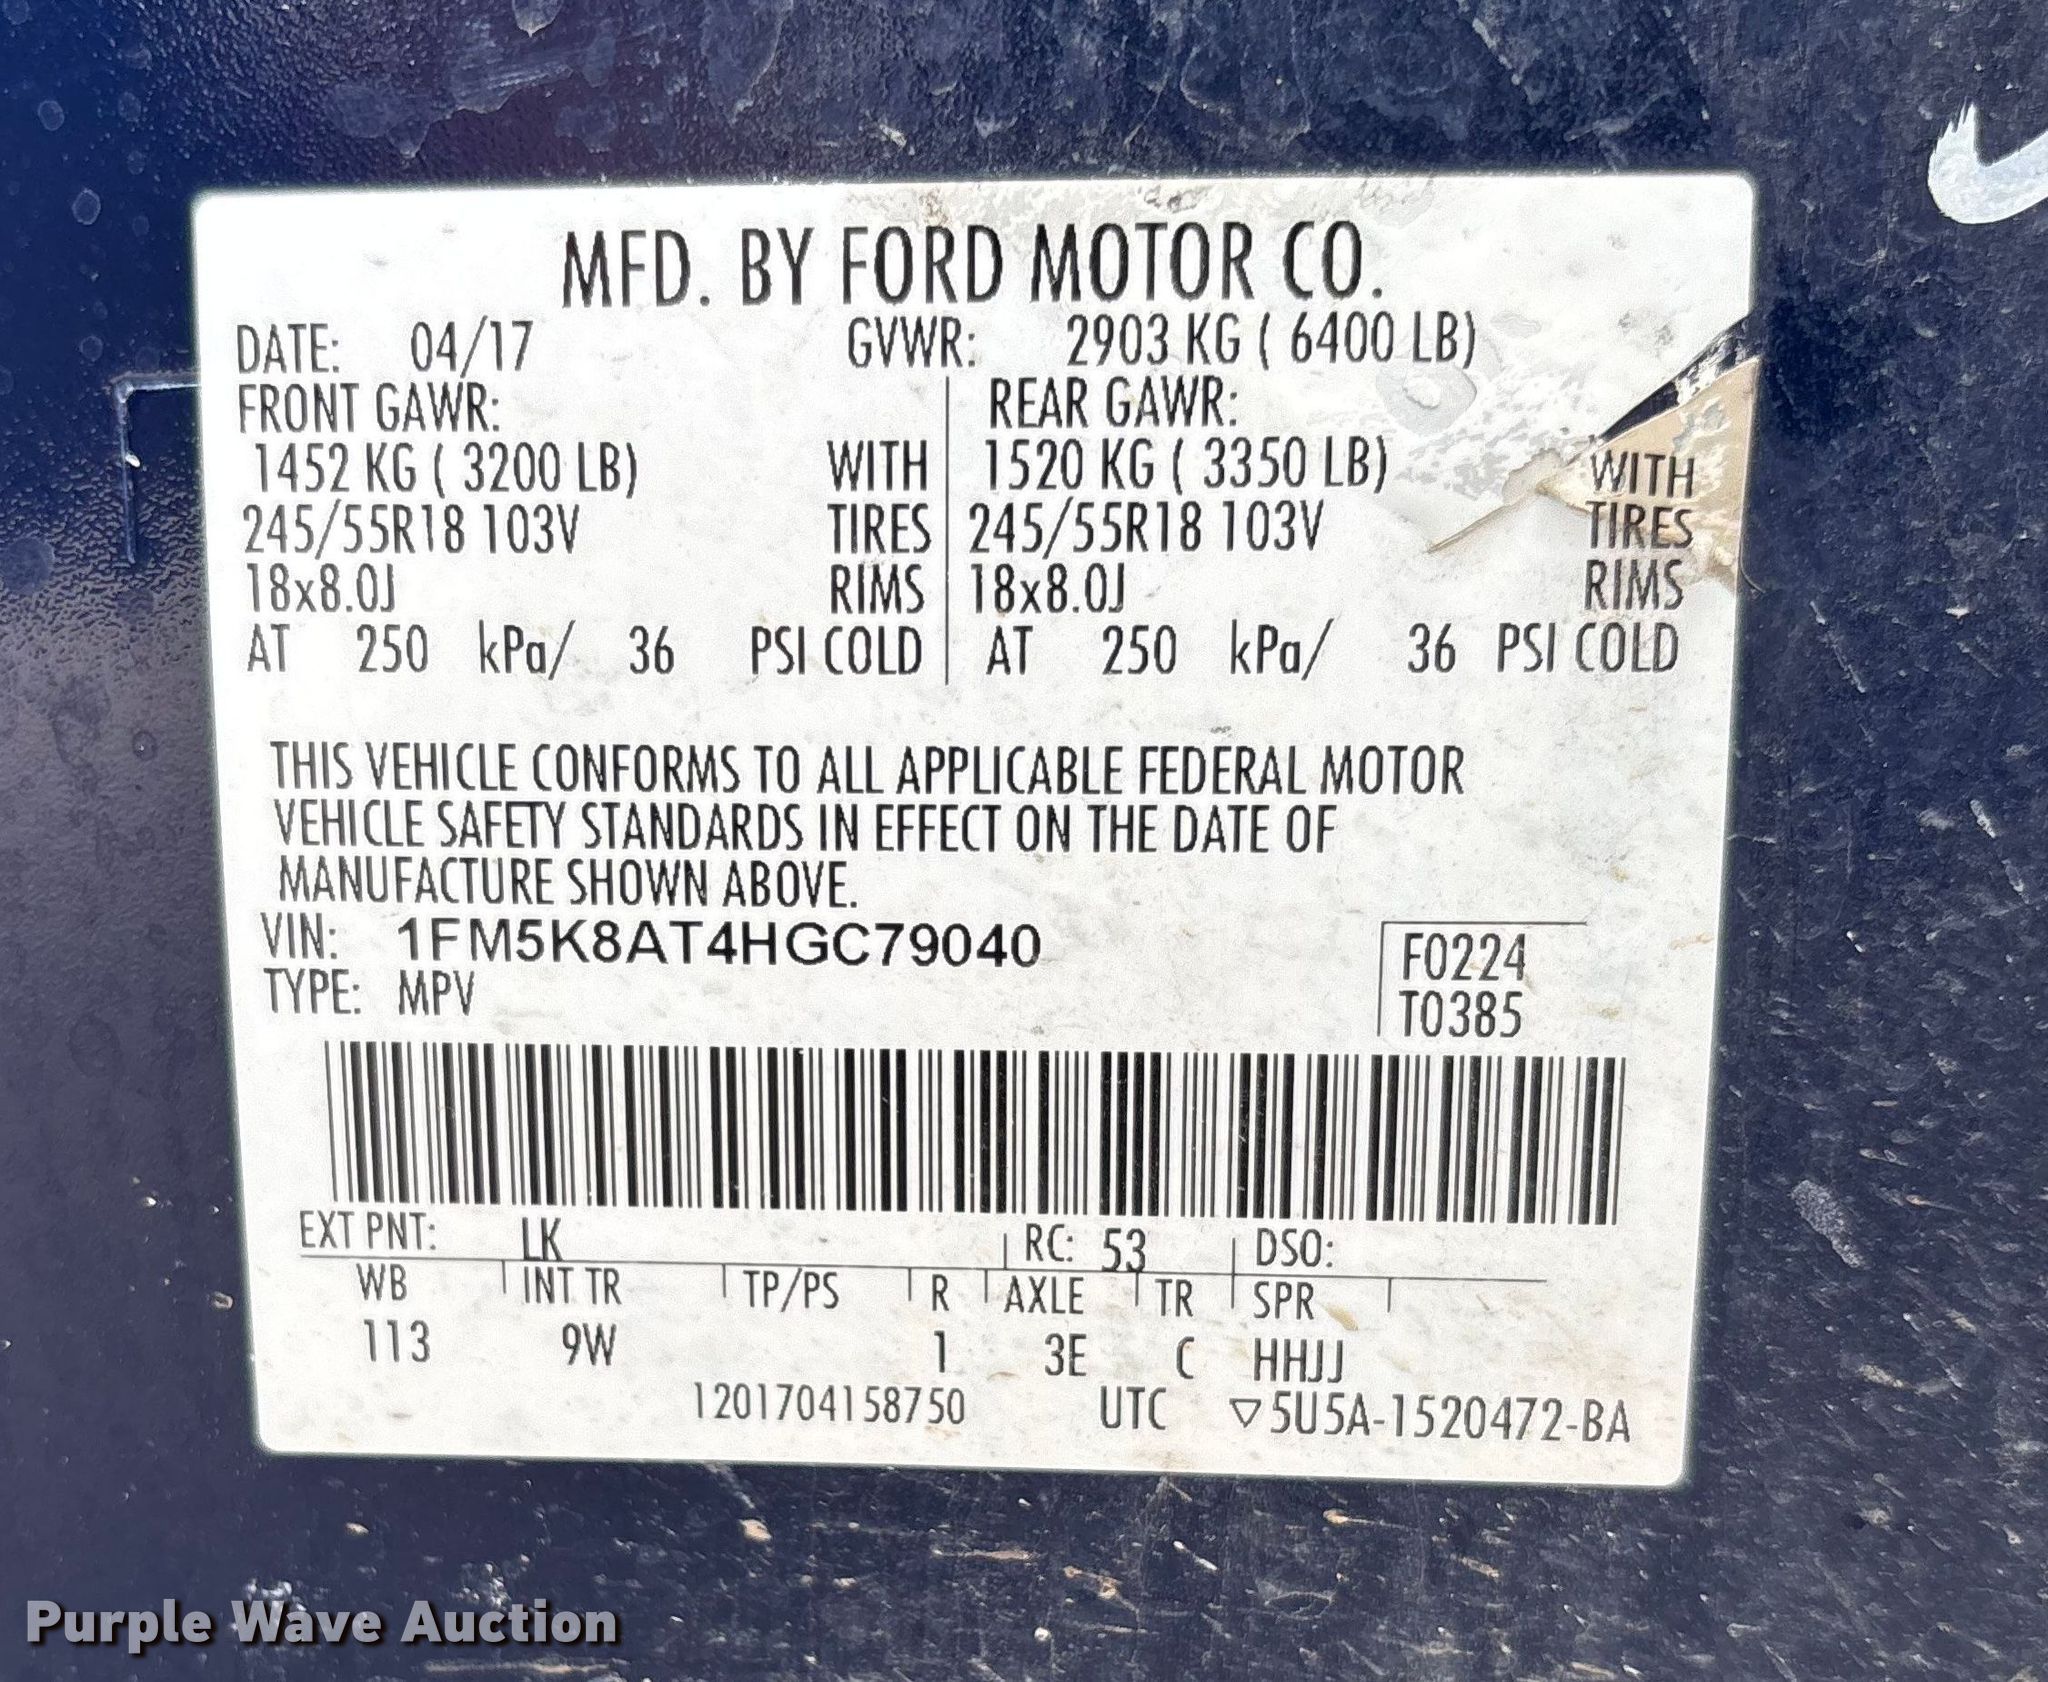 MFD. BY FORD MOTOR CO.
DATE: 04/17 GVWR: 2903 KG ( 6400 LB)
FRONT GAWR: REAR GAWR:
1452 KG ( 3200 LB) WITH 1520 KG ( 3350 LB) WITH
245/55R18 103V TIRES 245/55R18 103V TIRES
18x8.0J RIMS 18x8.0J RIMS
AT 250 kPa/ 36 PSI COLD AT 250 kPa/ 36 PSI COLD
THIS VEHICLE CONFORMS TO ALL APPLICABLE FEDERAL MOTOR
VEHICLE SAFETY STANDARDS IN EFFECT ON THE DATE OF
MANUFACTURE SHOWN ABOVE.
VIN: 1FM5K8AT4HGC79040 F0224
TYPE: MPV T0385
EXT PNT: LK RC: 53 DSO:
WB INT TR TP/PS R AXLE TR SPR
113 9W 1 3E C HHJJ
1201704158750 UTC ▽5U5A-1520472-BA
Purple Wave Auction